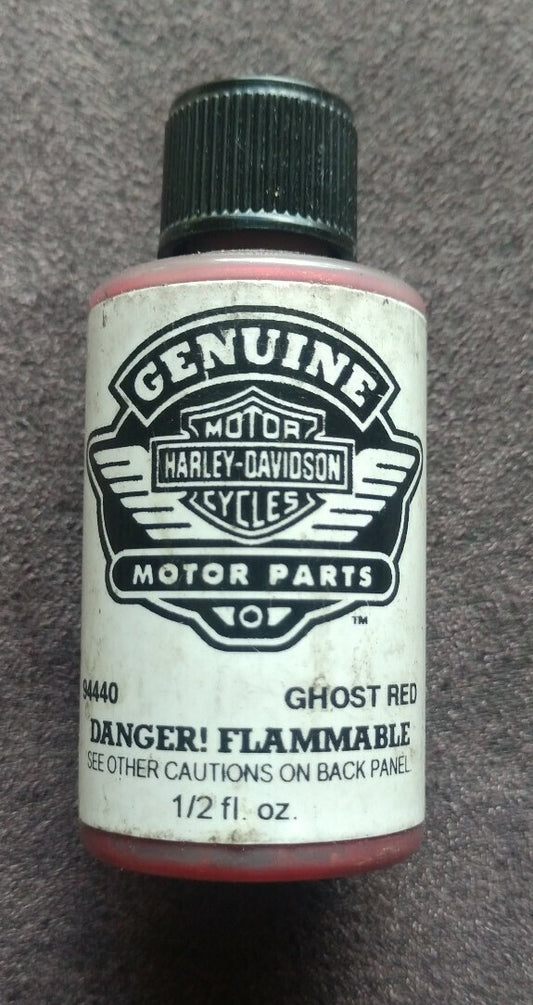 GENUINE
MOTOR
HARLEY-DAVIDSON
CYCLES
MOTOR PARTS
TM
94440 GHOST RED
DANGER! FLAMMABLE
SEE OTHER CAUTIONS ON BACK PANEL
1/2 fl. oz.